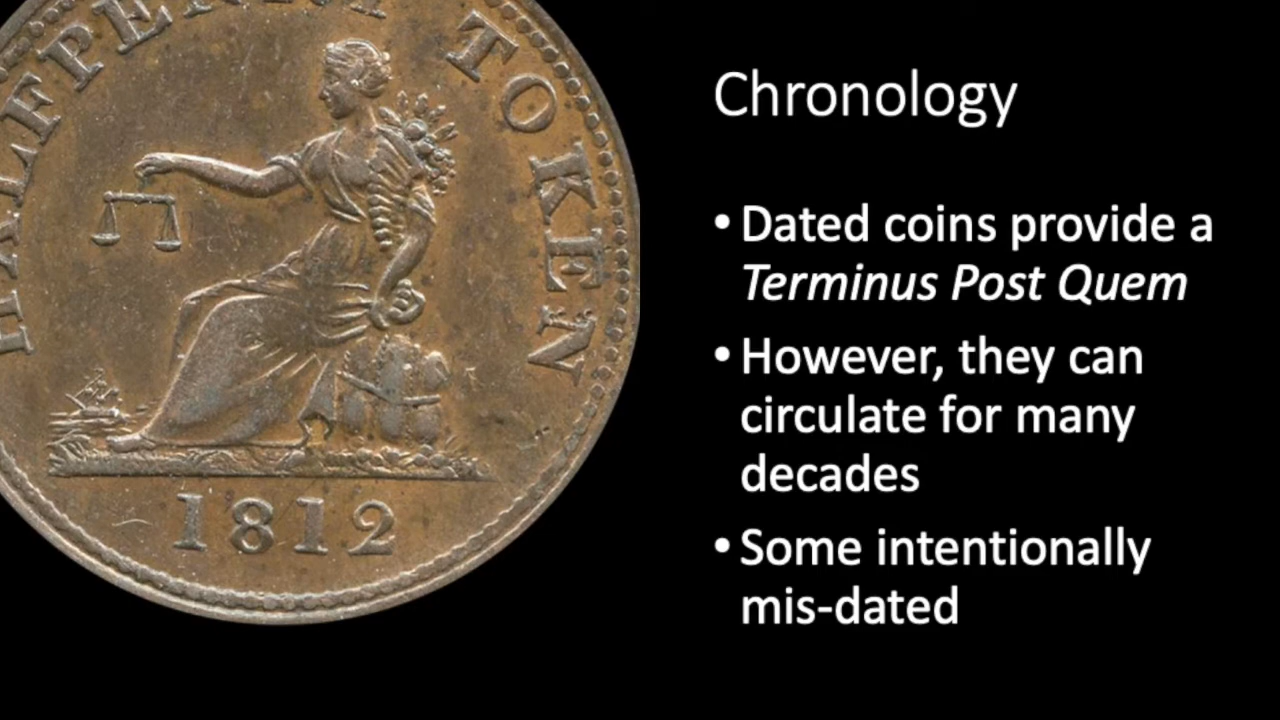 HALFPENNY TOKEN
1812
Chronology
• Dated coins provide a
Terminus Post Quem
• However, they can
circulate for many
decades
• Some intentionally
mis-dated